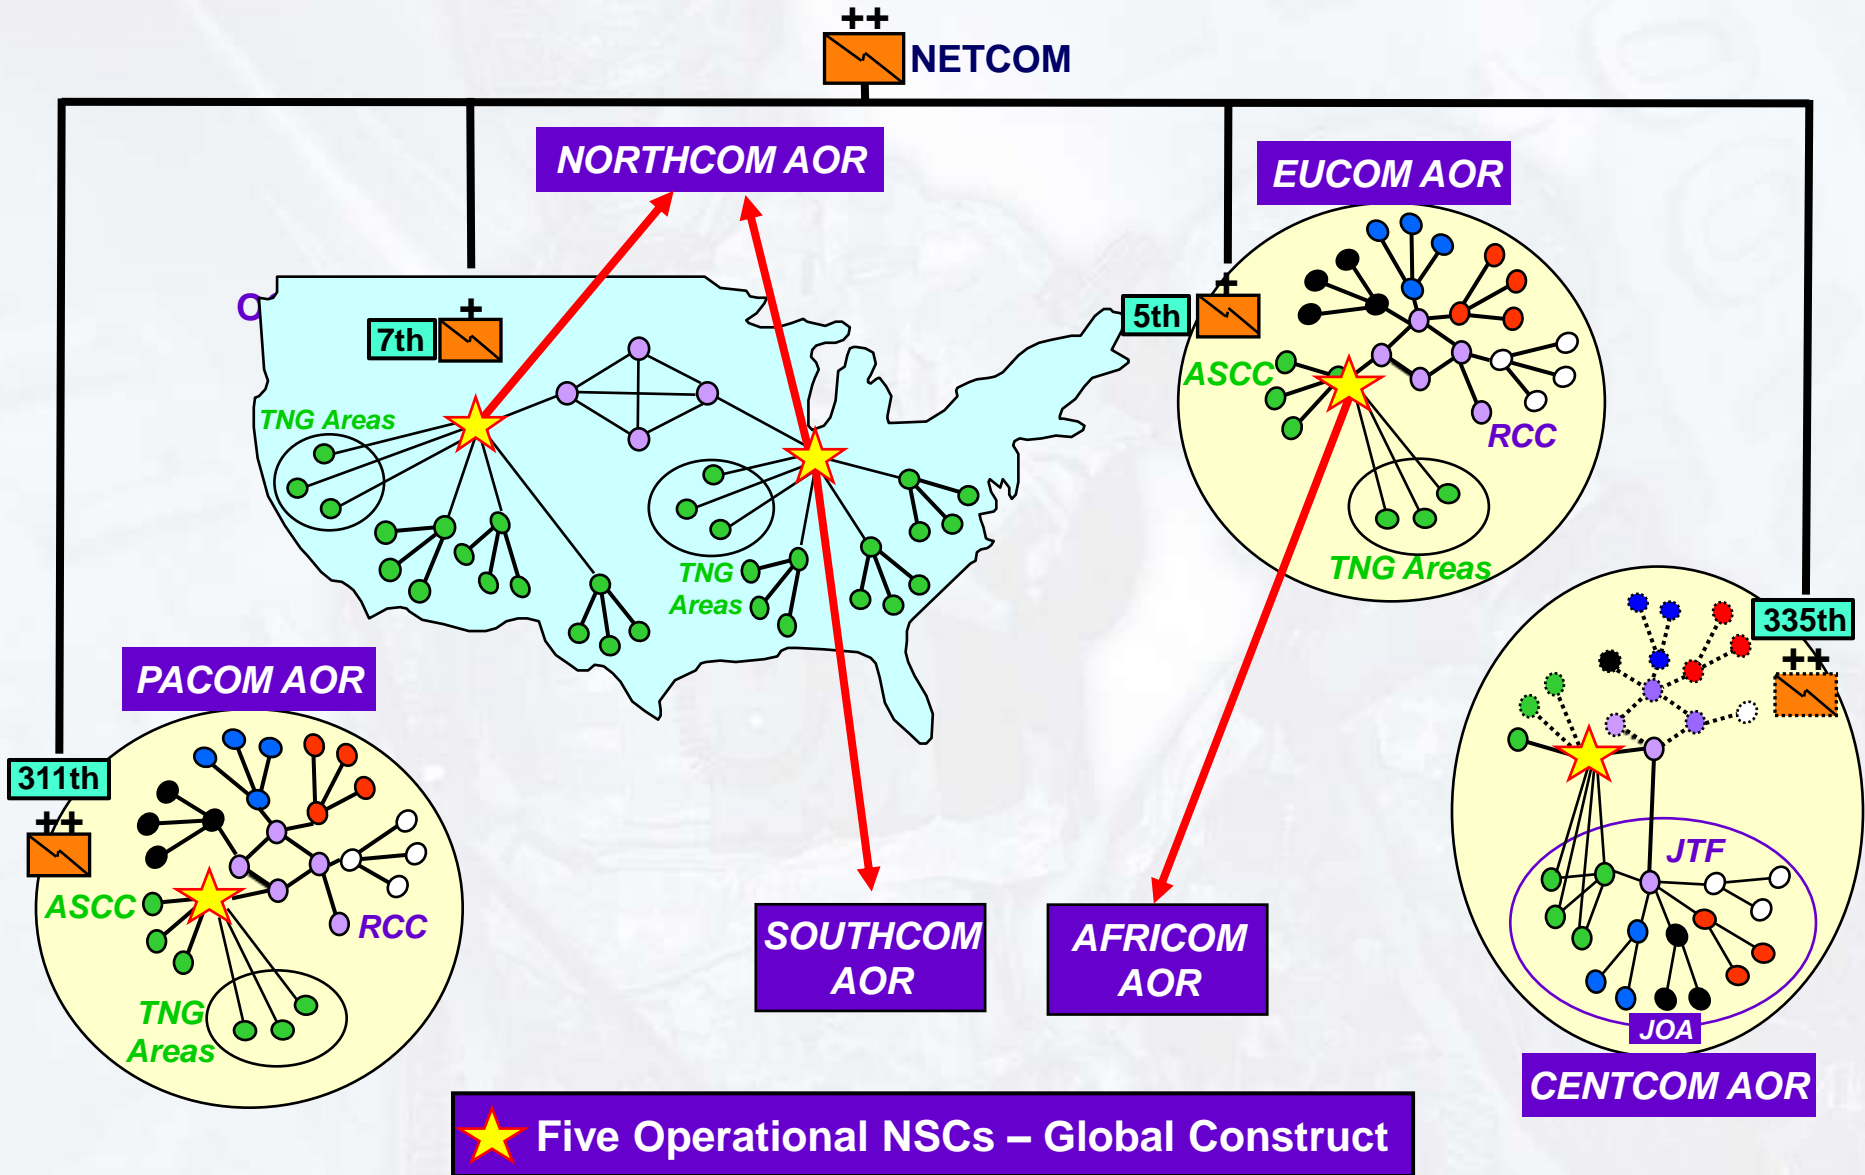 ++
NETCOM
NORTHCOM AOR
EUCOM AOR
+
5th
+
7th
ASCC
RCC
TNG Areas
TNG
Areas
TNG Areas
335th
++
PACOM AOR
311th
++
ASCC
RCC
TNG
Areas
SOUTHCOM
AOR
AFRICOM
AOR
JTF
JOA
CENTCOM AOR
Five Operational NSCs – Global Construct